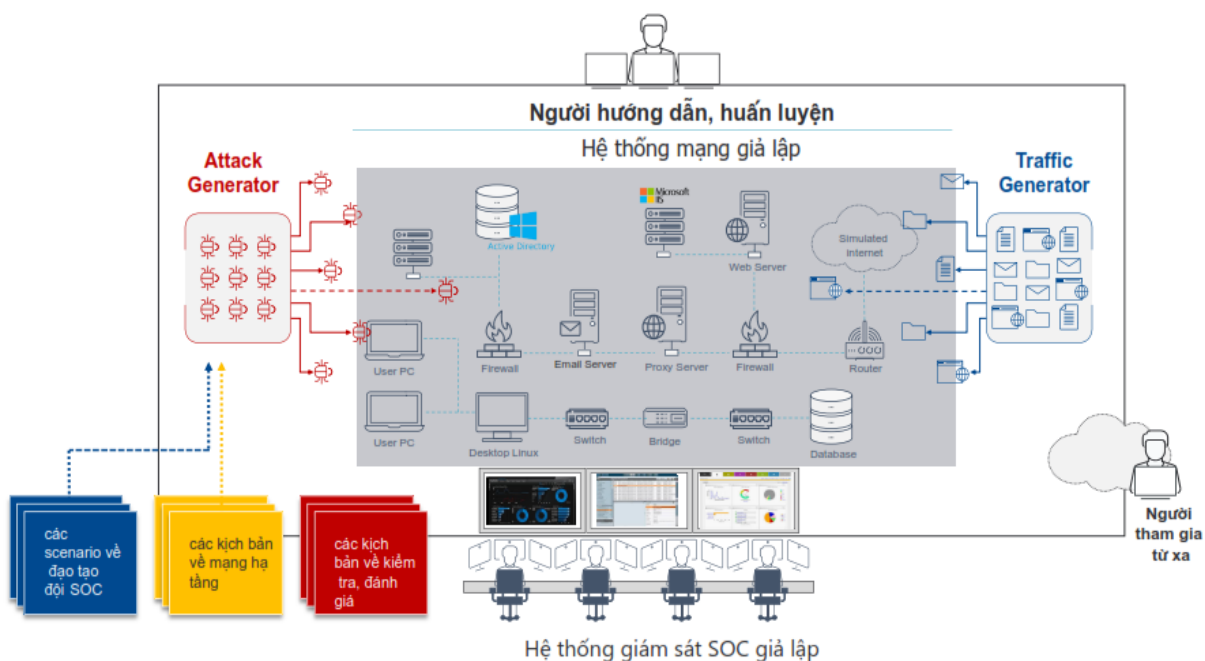 Người hướng dẫn, huấn luyện
Hệ thống mạng giả lập
Attack
Generator
Traffic
Generator
Microsoft
IIS
Active Directory
Web Server
Simulated
Internet
User PC
Firewall
Email Server
Proxy Server
Firewall
Router
User PC
Desktop Linux
Switch
Bridge
Switch
Database
các
scenario về
đạo tạo
đội SOC
các kịch bản
về mạng hạ
tầng
các kịch
bản về kiểm
tra, đánh
giá
Người
tham gia
từ xa
Hệ thống giám sát SOC giả lập